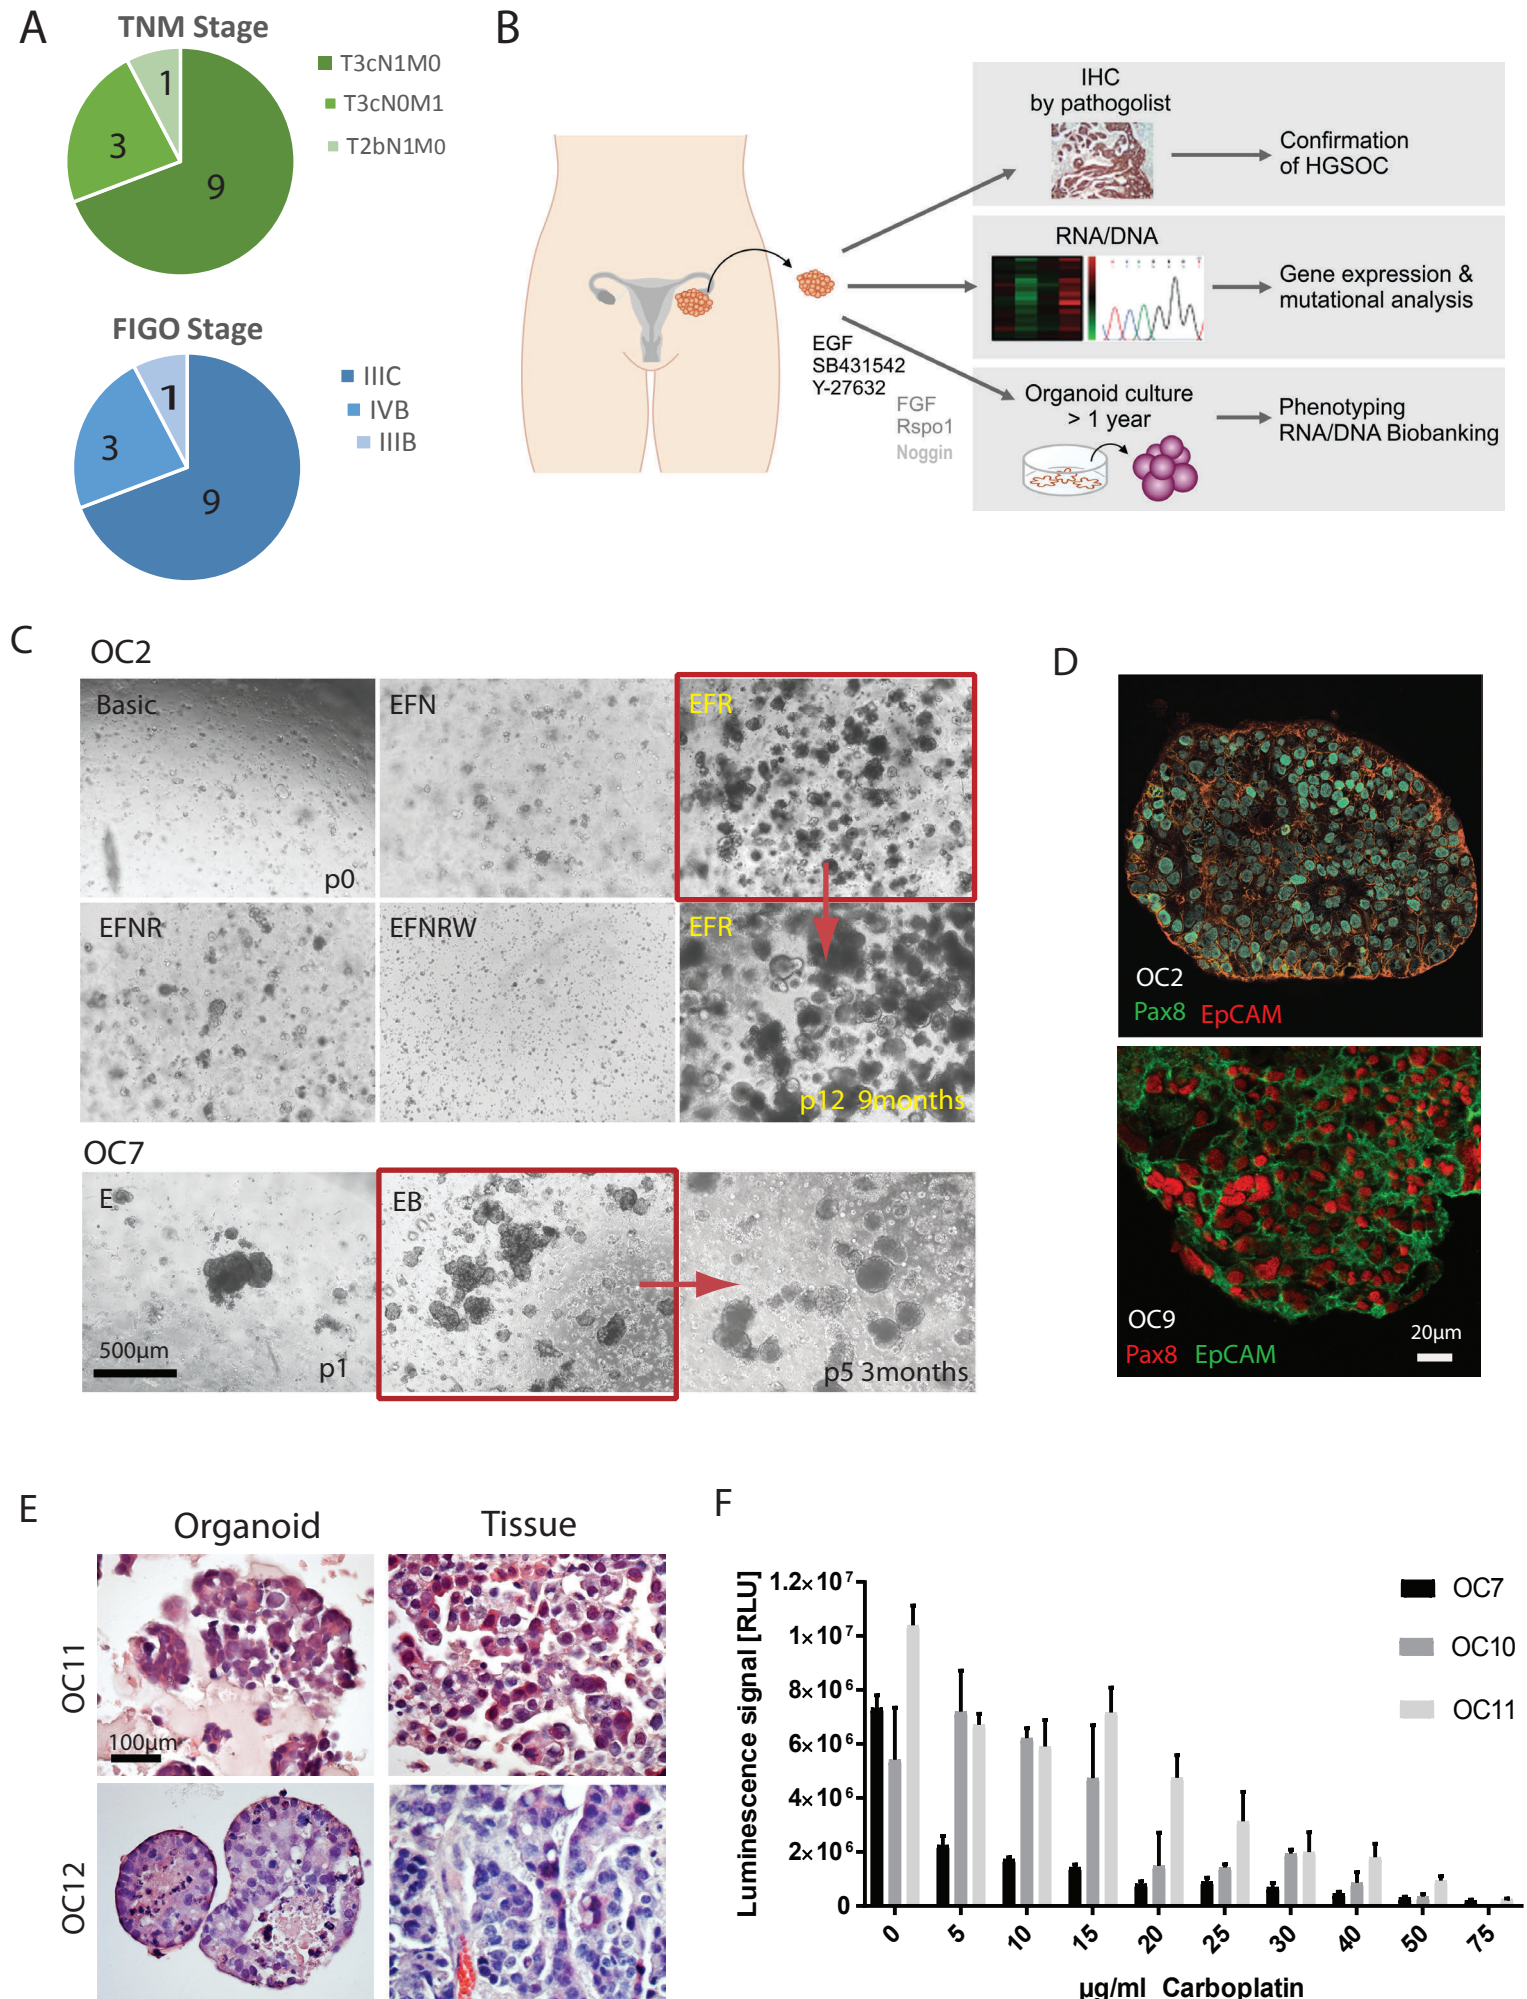 A
TNM Stage
1
3
9
T3cN1M0
T3cN0M1
T2bN1M0
FIGO Stage
1
3
9
IIIC
IVB
IIIB
B
IHC
by pathogolist
Confirmation
of HGSOC
RNA/DNA
Gene expression &
mutational analysis
EGF
SB431542
Y-27632
FGF
Rspo1
Noggin
Organoid culture
> 1 year
Phenotyping
RNA/DNA Biobanking
C
OC2
Basic
p0
EFN
EFR
EFNR
EFNRW
EFR
p12 9months
OC7
E
500µm
p1
EB
p5 3months
D
OC2
Pax8 EpCAM
OC9
Pax8 EpCAM
20µm
E
Organoid
Tissue
OC11
100µm
OC12
F
Luminescence signal [RLU]
1.2×10⁷
1×10⁷
8×10⁶
6×10⁶
4×10⁶
2×10⁶
0
0 5 10 15 20 25 30 40 50 75
µg/ml Carboplatin
OC7
OC10
OC11